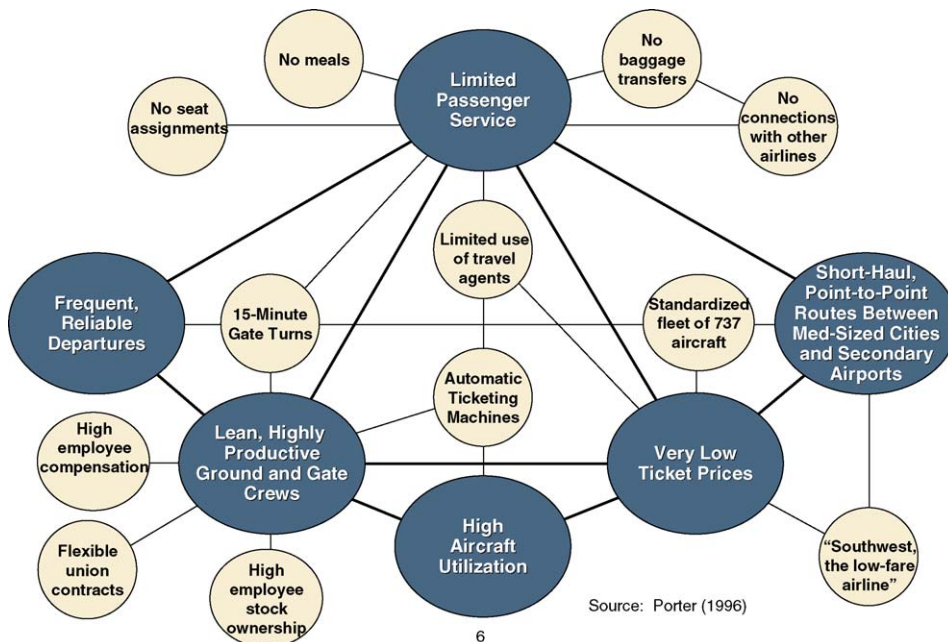 No meals
Limited
Passenger
Service
No
baggage
transfers
No seat
assignments
No
connections
with other
airlines
Limited use
of travel
agents
Frequent,
Reliable
Departures
15-Minute
Gate Turns
Standardized
fleet of 737
aircraft
Short-Haul,
Point-to-Point
Routes Between
Med-Sized Cities
and Secondary
Airports
Automatic
Ticketing
Machines
High
employee
compensation
Lean, Highly
Productive
Ground and Gate
Crews
Very Low
Ticket Prices
High
Aircraft
Utilization
Flexible
union
contracts
High
employee
stock
ownership
“Southwest,
the low-fare
airline”
Source: Porter (1996)
6